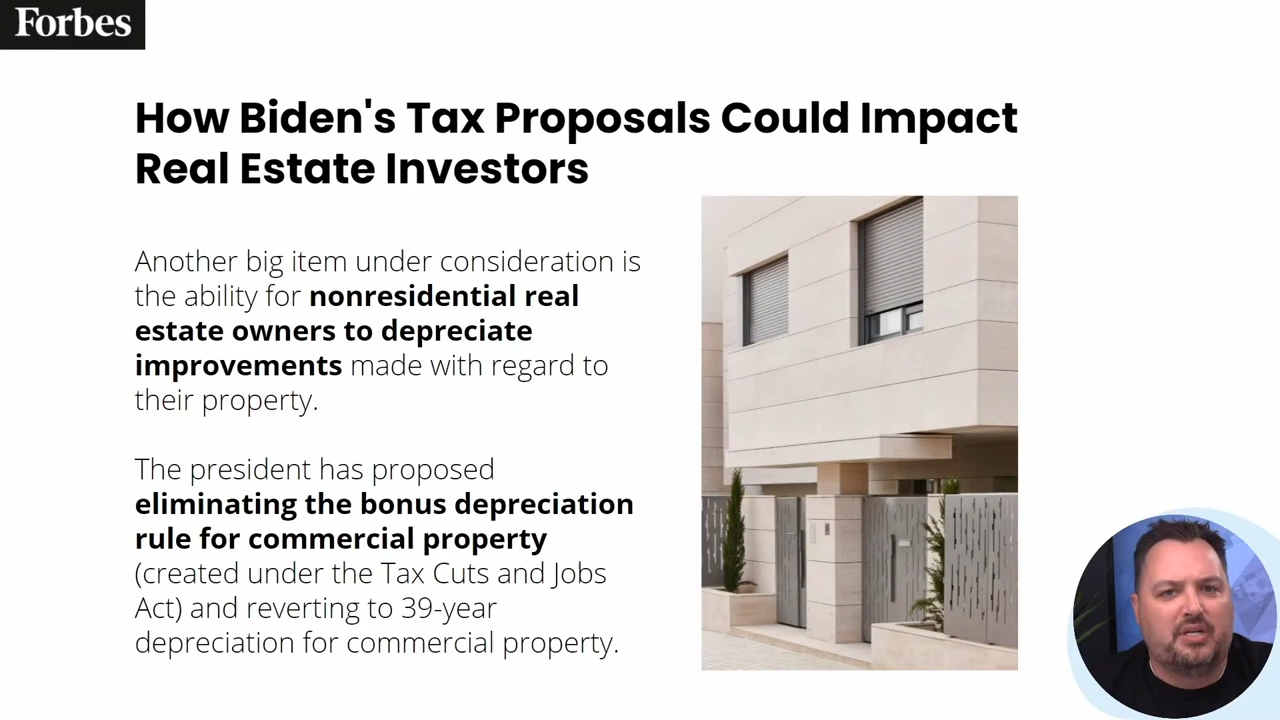 Forbes
How Biden's Tax Proposals Could Impact
Real Estate Investors
Another big item under consideration is
the ability for nonresidential real
estate owners to depreciate
improvements made with regard to
their property.
The president has proposed
eliminating the bonus depreciation
rule for commercial property
(created under the Tax Cuts and Jobs
Act) and reverting to 39-year
depreciation for commercial property.